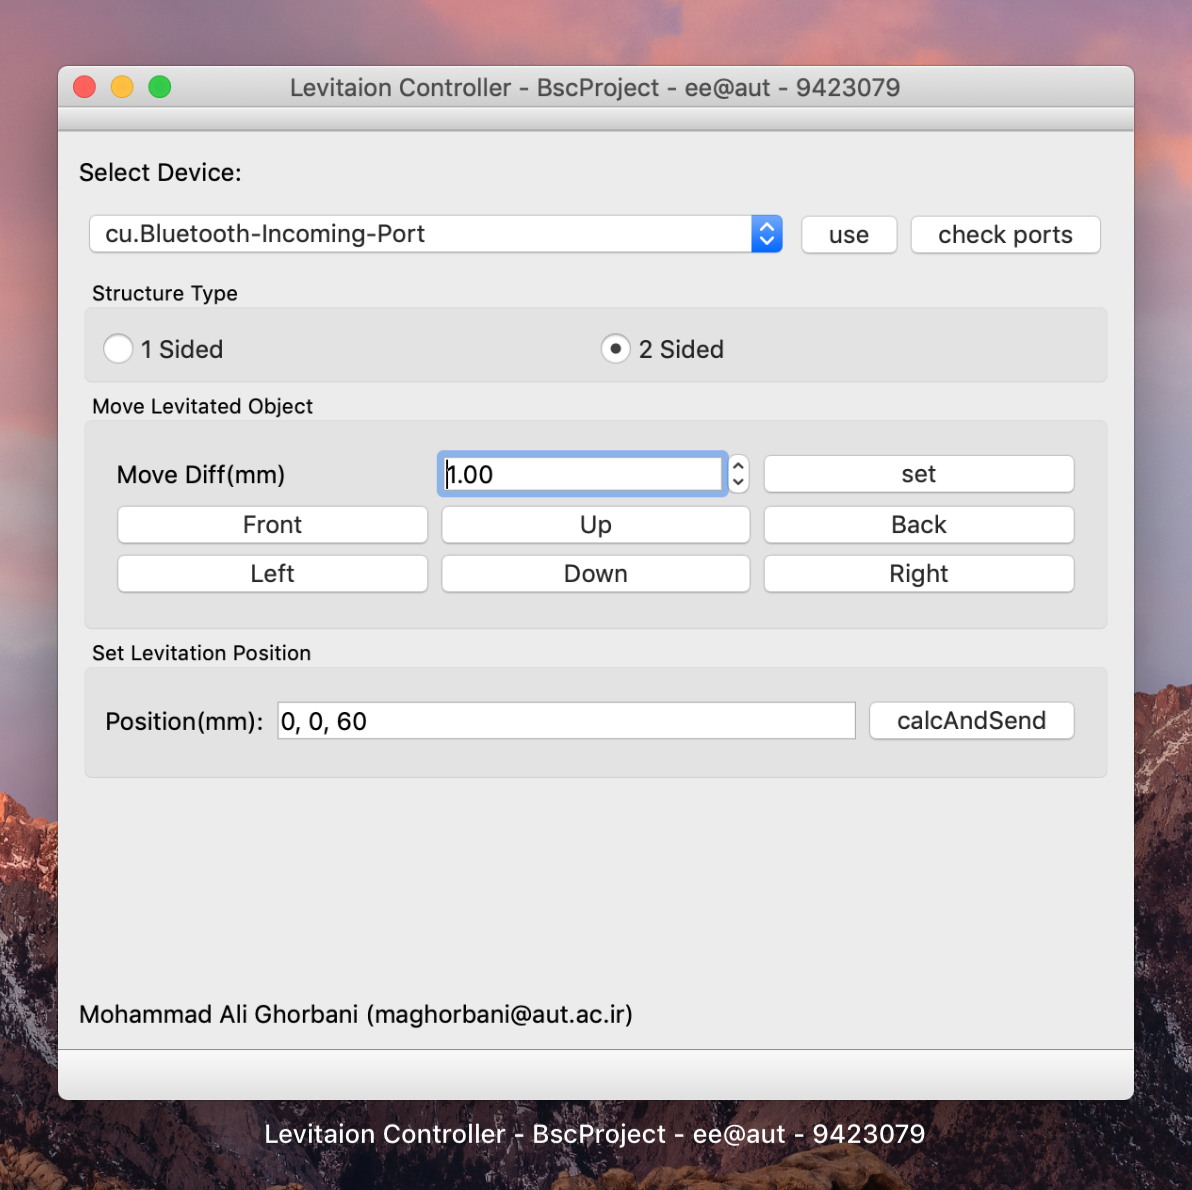 Levitaion Controller - BscProject - ee@aut - 9423079
Select Device:
cu.Bluetooth-Incoming-Port use check ports
Structure Type
1 Sided 2 Sided
Move Levitated Object
Move Diff(mm) 1.00 set
Front Up Back
Left Down Right
Set Levitation Position
Position(mm): 0, 0, 60 calcAndSend
Mohammad Ali Ghorbani (maghorbani@aut.ac.ir)
Levitaion Controller - BscProject - ee@aut - 9423079